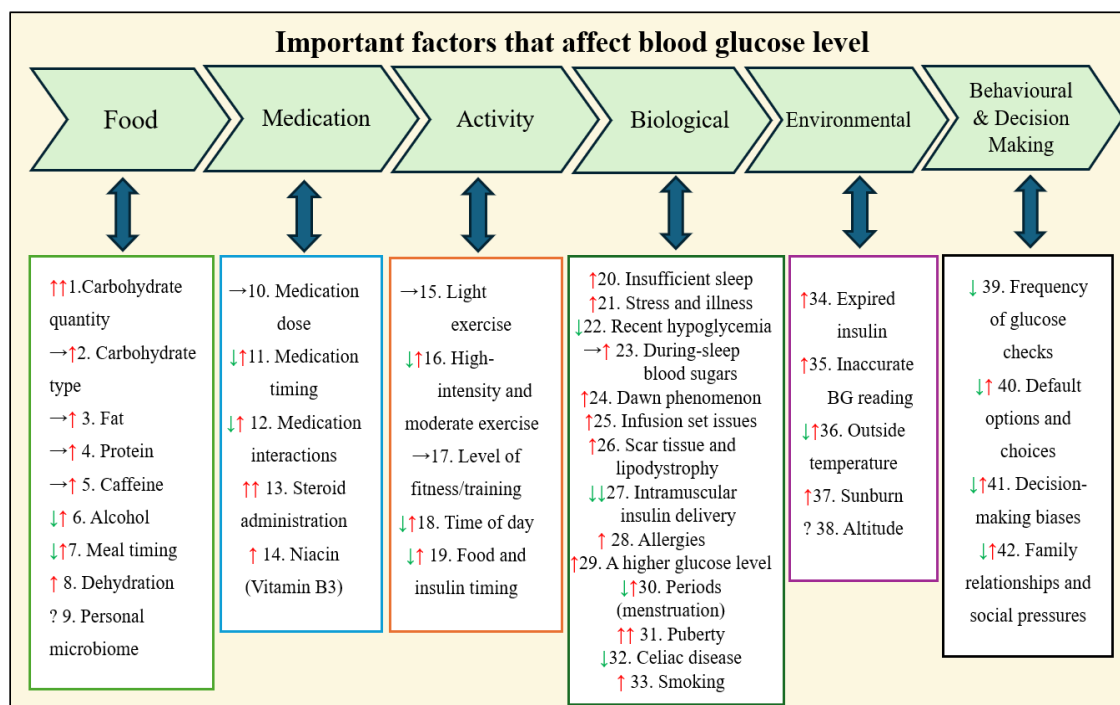 Important factors that affect blood glucose level
Food
Medication
Activity
Biological
Environmental
Behavioural
& Decision
Making
↑↑1.Carbohydrate
quantity
→↑2. Carbohydrate
type
→↑ 3. Fat
→↑ 4. Protein
→↑ 5. Caffeine
↓↑ 6. Alcohol
↓↑7. Meal timing
↑ 8. Dehydration
? 9. Personal
microbiome
→10. Medication
dose
↓↑11. Medication
timing
↓↑ 12. Medication
interactions
↑↑ 13. Steroid
administration
↑ 14. Niacin
(Vitamin B3)
→15. Light
exercise
↓↑ 16. High-
intensity and
moderate exercise
→17. Level of
fitness/training
↓↑18. Time of day
↓↑ 19. Food and
insulin timing
↑20. Insufficient sleep
↑21. Stress and illness
↓22. Recent hypoglycemia
→↑ 23. During-sleep
blood sugars
↑24. Dawn phenomenon
↑25. Infusion set issues
↑26. Scar tissue and
lipodystrophy
↓↓27. Intramuscular
insulin delivery
↑ 28. Allergies
↑29. A higher glucose level
↓↑30. Periods
(menstruation)
↑↑ 31. Puberty
↓32. Celiac disease
↑ 33. Smoking
↑34. Expired
insulin
↑35. Inaccurate
BG reading
↓↑36. Outside
temperature
↑37. Sunburn
? 38. Altitude
↓ 39. Frequency
of glucose
checks
↓↑ 40. Default
options and
choices
↓↑41. Decision-
making biases
↓↑42. Family
relationships and
social pressures